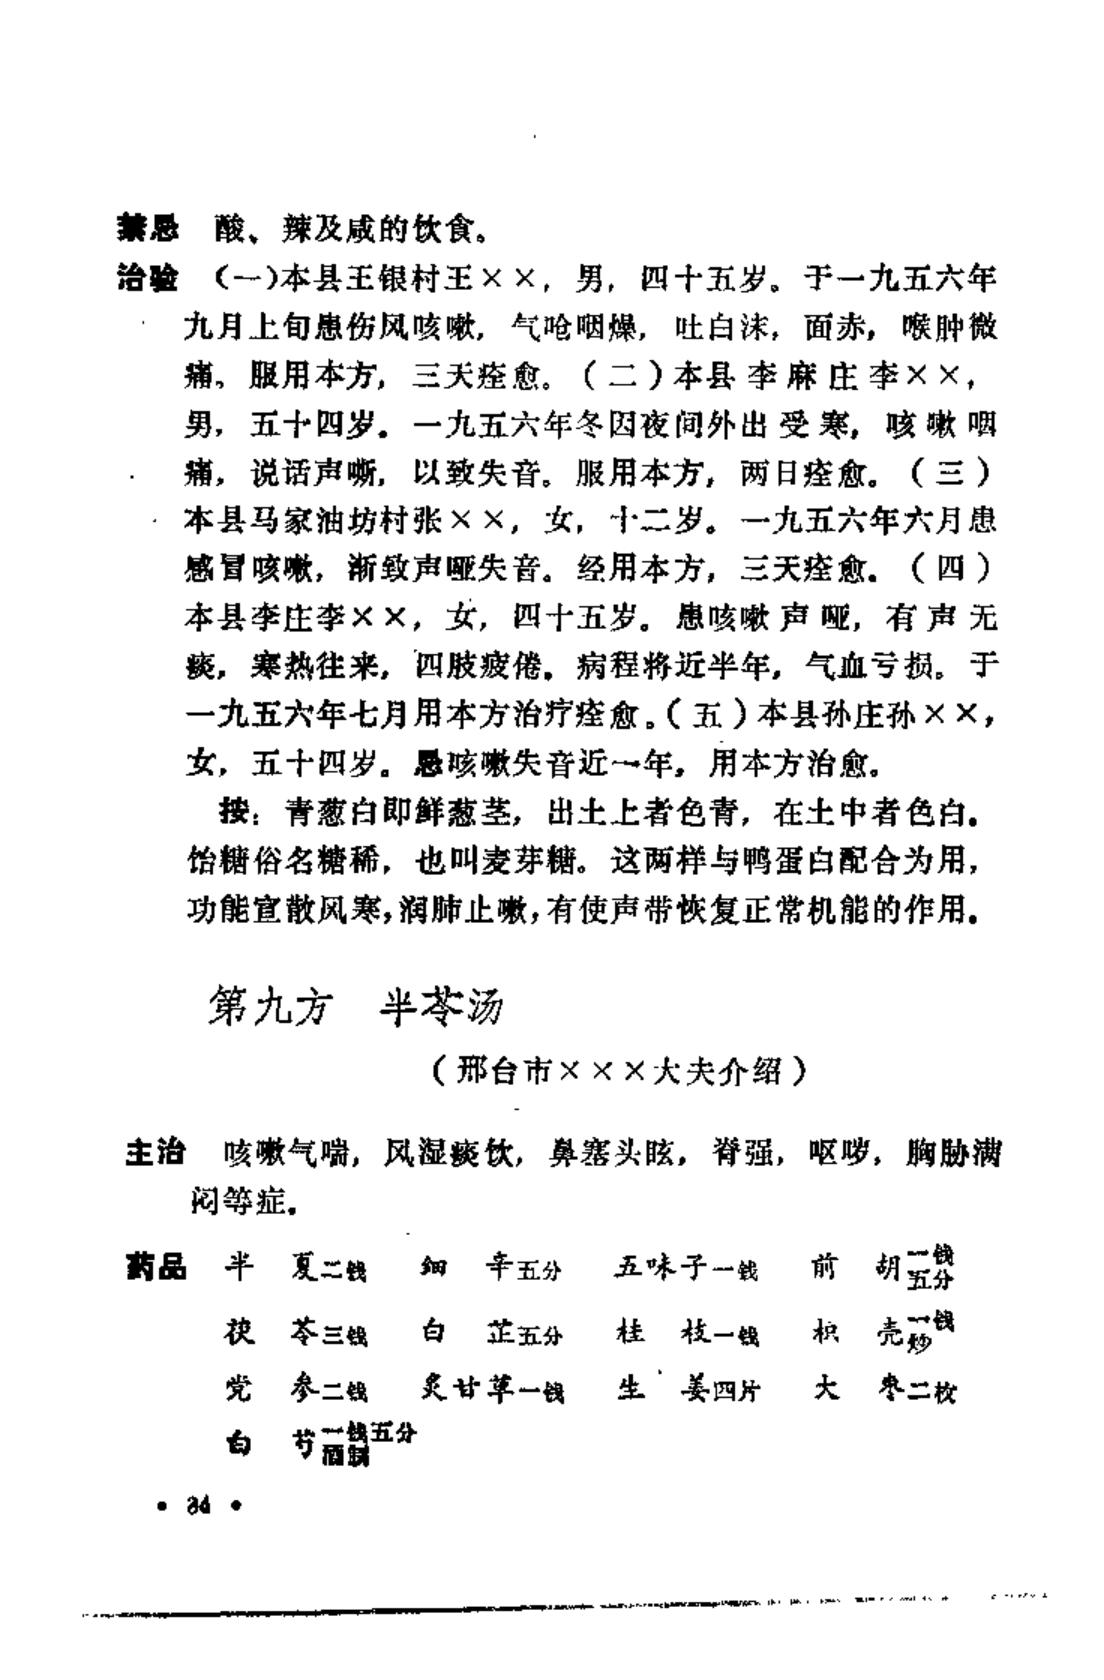 禁忌　酸、辣及咸的饮食。
治验　（一）本县王银村王××，男，四十五岁。于一九五六年
九月上旬患伤风咳嗽，气呛咽燥，吐白沫，面赤，喉肿微
痛。服用本方，三天痊愈。（二）本县李麻庄李××，
男，五十四岁。一九五六年冬因夜间外出受寒，咳嗽咽
痛，说话声嘶，以致失音。服用本方，两日痊愈。（三）
本县马家油坊村张××，女，十二岁。一九五六年六月患
感冒咳嗽，渐致声哑失音。经用本方，三天痊愈。（四）
本县李庄李××，女，四十五岁。患咳嗽声哑，有声无
痰，寒热往来，四肢疲倦。病程将近半年，气血亏损。于
一九五六年七月用本方治疗痊愈。（五）本县孙庄孙××，
女，五十四岁。患咳嗽失音近一年，用本方治愈。
按：青葱白即鲜葱茎，出土上者色青，在土中者色白。
饴糖俗名糖稀，也叫麦芽糖。这两样与鸭蛋白配合为用，
功能宣散风寒，润肺止嗽，有使声带恢复正常机能的作用。
第九方　半苓汤
（邢台市×××大夫介绍）
主治　咳嗽气喘，风湿痰饮，鼻塞头眩，脊强，呕哕，胸胁满
闷等症。
药品　半　夏二钱　细　辛五分　五味子一钱　前　胡一钱五分
茯　苓三钱　白　芷五分　桂　枝一钱　枳　壳一钱炒
党　参二钱　炙甘草一钱　生　姜四片　大　枣二枚
白　芍一钱五分酒制
• 84 •